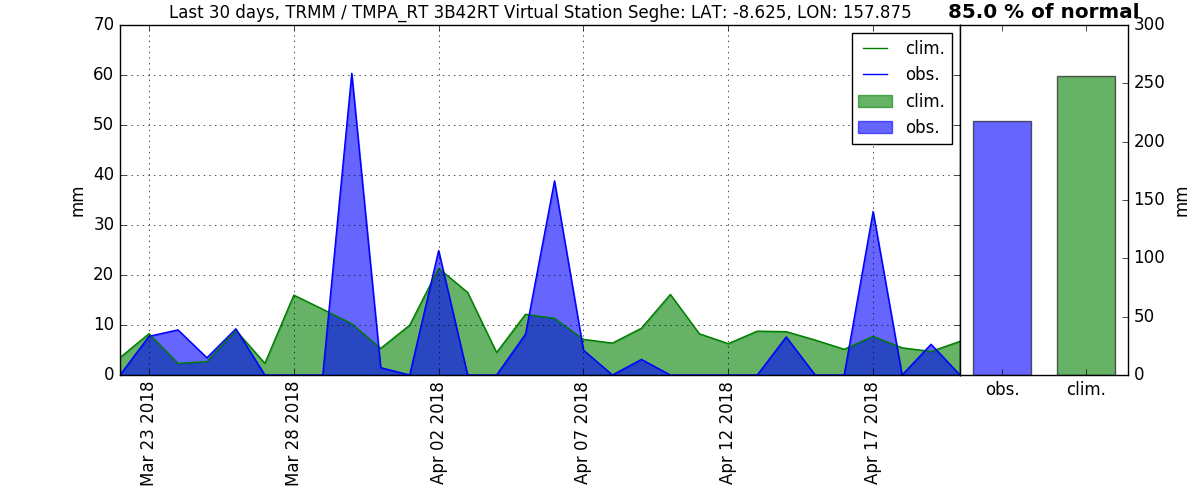 Last 30 days, TRMM / TMPA_RT 3B42RT Virtual Station Seghe: LAT: -8.625, LON: 157.875
85.0 % of normal
70
60
50
40
30
20
10
0
mm
clim.
obs.
clim.
obs.
300
250
200
150
100
50
0
mm
obs.
clim.
Mar 23 2018
Mar 28 2018
Apr 02 2018
Apr 07 2018
Apr 12 2018
Apr 17 2018